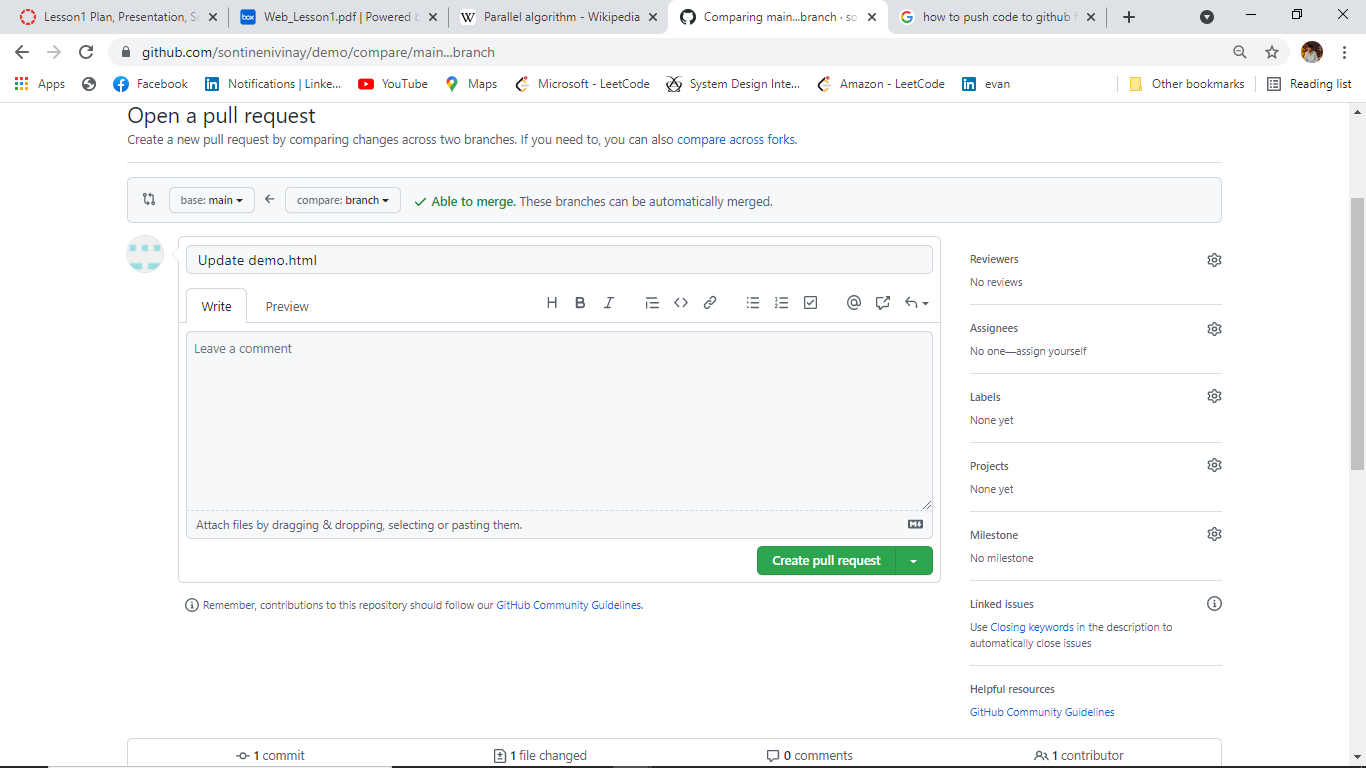 Lesson1 Plan, Presentation, S
Web_Lesson1.pdf | Powered b
Parallel algorithm - Wikipedia
Comparing main...branch · so
how to push code to github f
github.com/sontinenivinay/demo/compare/main...branch
Apps
Facebook
Notifications | Linke...
YouTube
Maps
Microsoft - LeetCode
System Design Inte...
Amazon - LeetCode
evan
Other bookmarks
Reading list
Open a pull request
Create a new pull request by comparing changes across two branches. If you need to, you can also compare across forks.
base: main
compare: branch
Able to merge. These branches can be automatically merged.
Update demo.html
Write
Preview
Leave a comment
Attach files by dragging & dropping, selecting or pasting them.
Create pull request
Remember, contributions to this repository should follow our GitHub Community Guidelines.
Reviewers
No reviews
Assignees
No one—assign yourself
Labels
None yet
Projects
None yet
Milestone
No milestone
Linked issues
Use Closing keywords in the description to
automatically close issues
Helpful resources
GitHub Community Guidelines
1 commit
1 file changed
0 comments
1 contributor